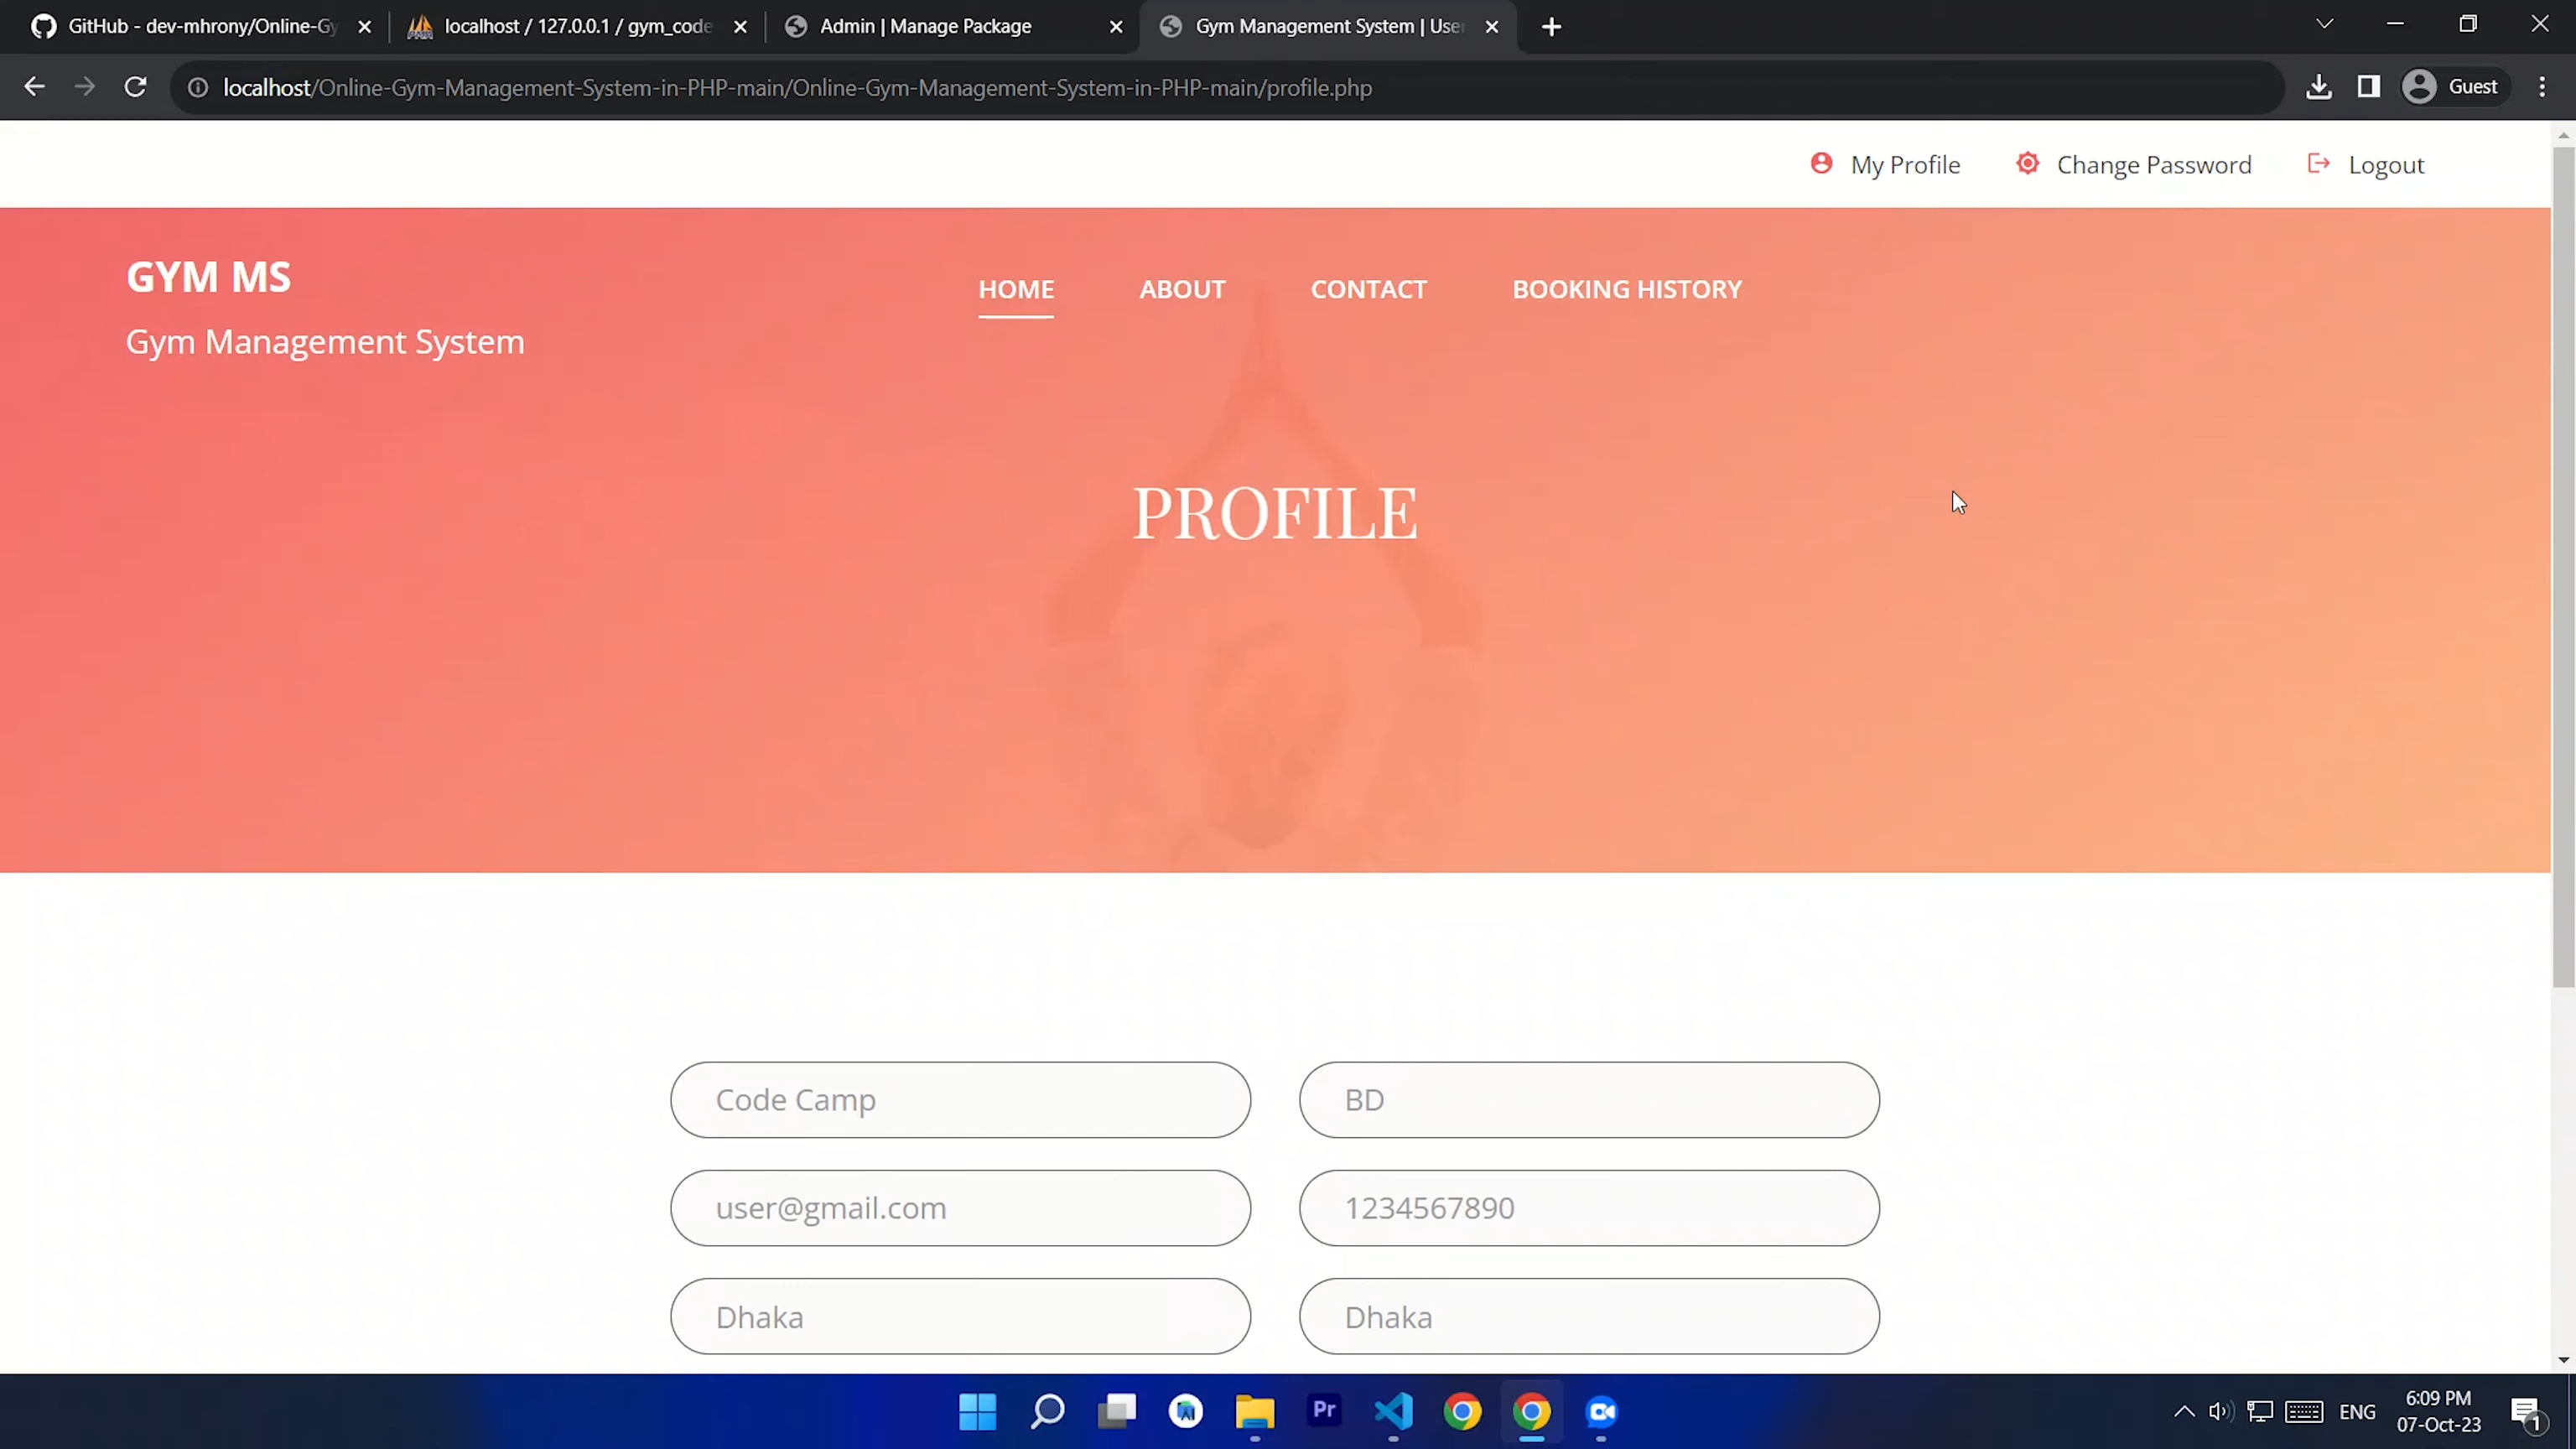 GitHub - dev-mhrony/Online-Gy
localhost / 127.0.0.1 / gym_code
Admin | Manage Package
Gym Management System | User
localhost/Online-Gym-Management-System-in-PHP-main/Online-Gym-Management-System-in-PHP-main/profile.php
Guest
My Profile
Change Password
Logout
GYM MS
Gym Management System
HOME
ABOUT
CONTACT
BOOKING HISTORY
PROFILE
Code Camp
BD
user@gmail.com
1234567890
Dhaka
Dhaka
Pr
ENG
6:09 PM
07-Oct-23
1